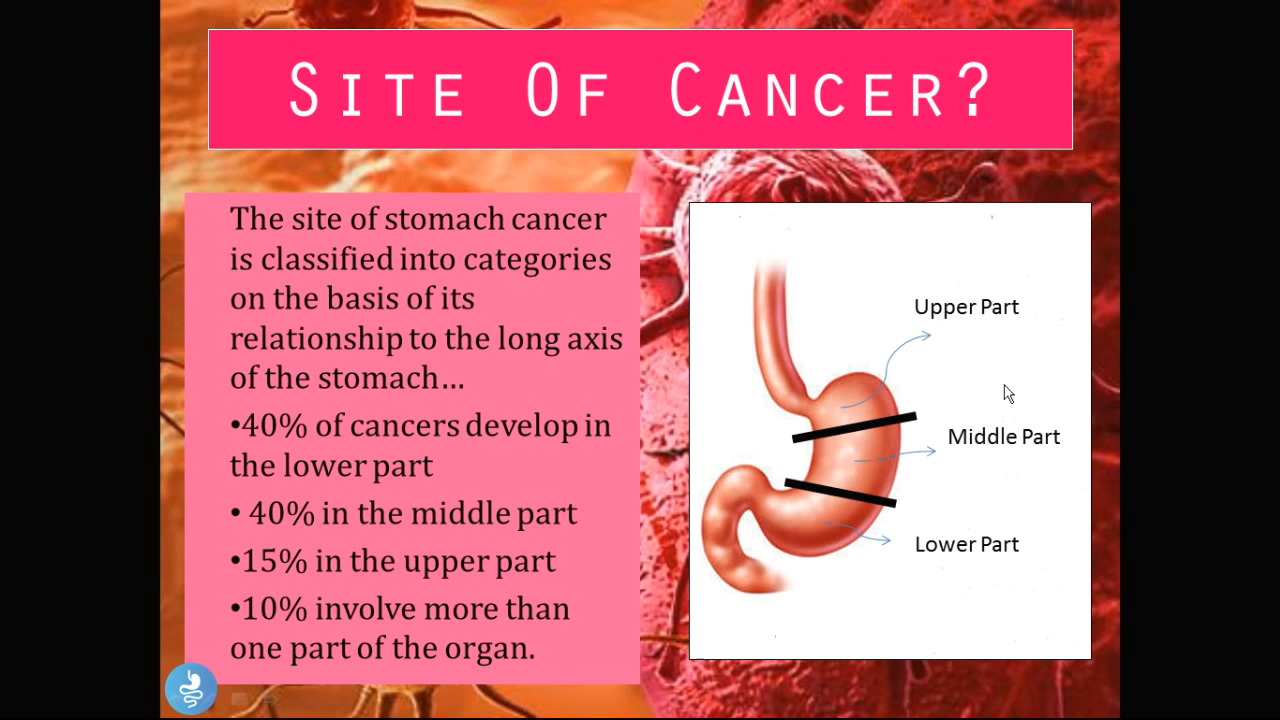 Site Of Cancer?
The site of stomach cancer
is classified into categories
on the basis of its
relationship to the long axis
of the stomach…
•40% of cancers develop in
the lower part
• 40% in the middle part
•15% in the upper part
•10% involve more than
one part of the organ.
Upper Part
Middle Part
Lower Part